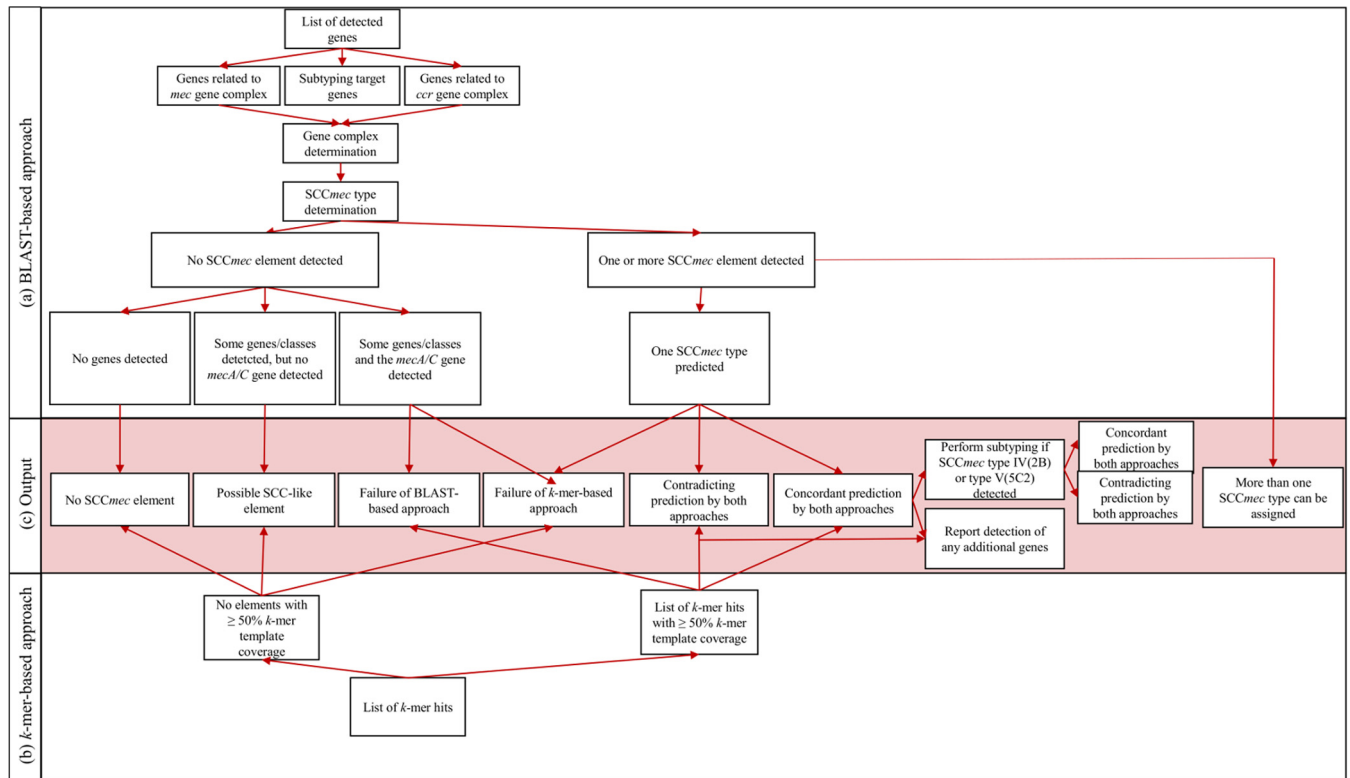 (a) BLAST-based approach
List of detected
genes
Genes related to
mec gene complex
Subtyping target
genes
Genes related to
ccr gene complex
Gene complex
determination
SCCmec type
determination
No SCCmec element detected
One or more SCCmec element detected
No genes detected
Some genes/classes
detetcted, but no
mecA/C gene detected
Some genes/classes
and the mecA/C gene
detected
One SCCmec type
predicted
(c) Output
No SCCmec element
Possible SCC-like
element
Failure of BLAST-
based approach
Failure of k-mer-based
approach
Contradicting
prediction by both
approaches
Concordant prediction
by both approaches
Perform subtyping if
SCCmec type IV(2B)
or type V(5C2)
detected
Report detection of
any additional genes
Concordant
prediction by
both approaches
Contradicting
prediction by
both approaches
More than one
SCCmec type can be
assigned
(b) k-mer-based approach
No elements with
≥ 50% k-mer
template
coverage
List of k-mer hits
with ≥ 50% k-mer
template coverage
List of k-mer hits